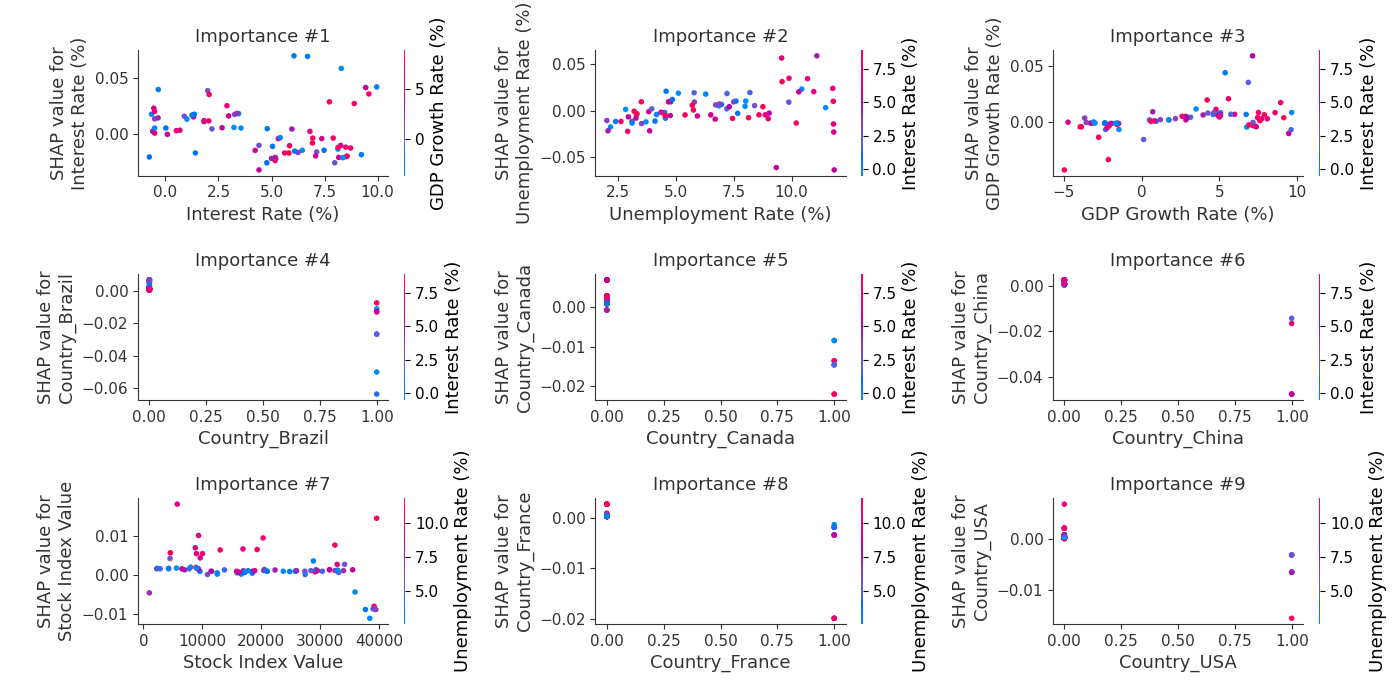 Importance #1
SHAP value for
Interest Rate (%)
0.05
0.00
0.0
2.5
5.0
7.5
10.0
Interest Rate (%)
5
0
GDP Growth Rate (%)
Importance #2
SHAP value for
Unemployment Rate (%)
0.05
0.00
−0.05
2.5
5.0
7.5
10.0
Unemployment Rate (%)
7.5
5.0
2.5
0.0
Interest Rate (%)
Importance #3
SHAP value for
GDP Growth Rate (%)
0.05
0.00
−5
0
5
10
GDP Growth Rate (%)
7.5
5.0
2.5
0.0
Interest Rate (%)
Importance #4
SHAP value for
Country_Brazil
0.00
−0.02
−0.04
−0.06
0.00
0.25
0.50
0.75
1.00
Country_Brazil
7.5
5.0
2.5
0.0
Interest Rate (%)
Importance #5
SHAP value for
Country_Canada
0.00
−0.01
−0.02
0.00
0.25
0.50
0.75
1.00
Country_Canada
7.5
5.0
2.5
0.0
Interest Rate (%)
Importance #6
SHAP value for
Country_China
0.00
−0.02
−0.04
0.00
0.25
0.50
0.75
1.00
Country_China
7.5
5.0
2.5
0.0
Interest Rate (%)
Importance #7
SHAP value for
Stock Index Value
0.01
0.00
−0.01
0
10000
20000
30000
40000
Stock Index Value
10.0
7.5
5.0
Unemployment Rate (%)
Importance #8
SHAP value for
Country_France
0.00
−0.01
−0.02
0.00
0.25
0.50
0.75
1.00
Country_France
10.0
7.5
5.0
Unemployment Rate (%)
Importance #9
SHAP value for
Country_USA
0.00
−0.01
0.00
0.25
0.50
0.75
1.00
Country_USA
10.0
7.5
5.0
Unemployment Rate (%)